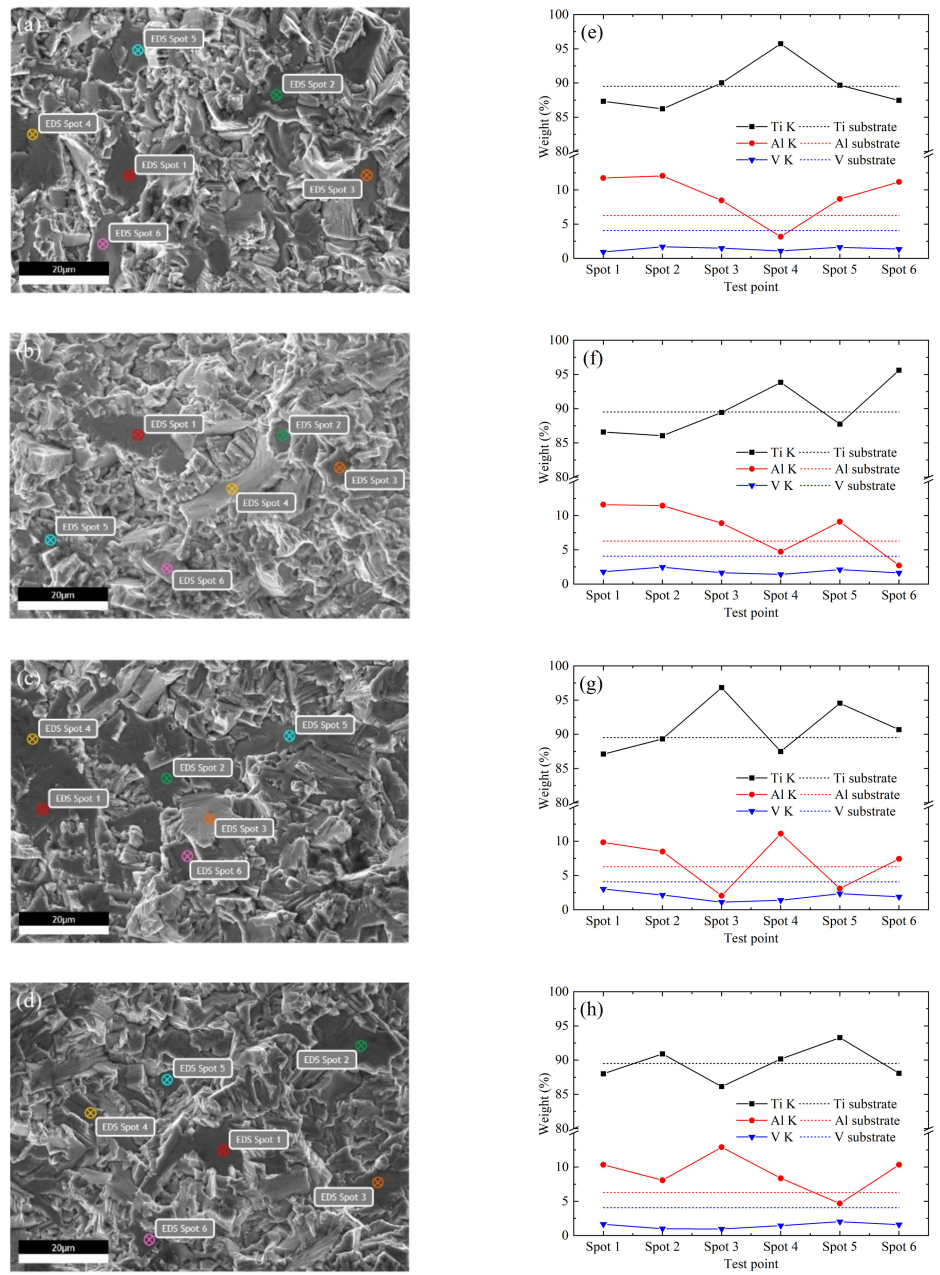 (a)
EDS Spot 5
EDS Spot 2
EDS Spot 4
EDS Spot 1
EDS Spot 3
EDS Spot 6
20μm
(e)
100
95
90
85
80
15
10
5
0
Weight (%)
Ti K Ti substrate
Al K Al substrate
V K V substrate
Spot 1 Spot 2 Spot 3 Spot 4 Spot 5 Spot 6
Test point
(b)
EDS Spot 1
EDS Spot 2
EDS Spot 3
EDS Spot 4
EDS Spot 5
EDS Spot 6
20μm
(f)
100
95
90
85
80
15
10
5
0
Weight (%)
Ti K Ti substrate
Al K Al substrate
V K V substrate
Spot 1 Spot 2 Spot 3 Spot 4 Spot 5 Spot 6
Test point
(c)
EDS Spot 4
EDS Spot 5
EDS Spot 2
EDS Spot 1
EDS Spot 3
EDS Spot 6
20μm
(g)
100
95
90
85
80
15
10
5
0
Weight (%)
Ti K Ti substrate
Al K Al substrate
V K V substrate
Spot 1 Spot 2 Spot 3 Spot 4 Spot 5 Spot 6
Test point
(d)
EDS Spot 2
EDS Spot 5
EDS Spot 4
EDS Spot 1
EDS Spot 3
EDS Spot 6
20μm
(h)
100
95
90
85
80
15
10
5
0
Weight (%)
Ti K Ti substrate
Al K Al substrate
V K V substrate
Spot 1 Spot 2 Spot 3 Spot 4 Spot 5 Spot 6
Test point